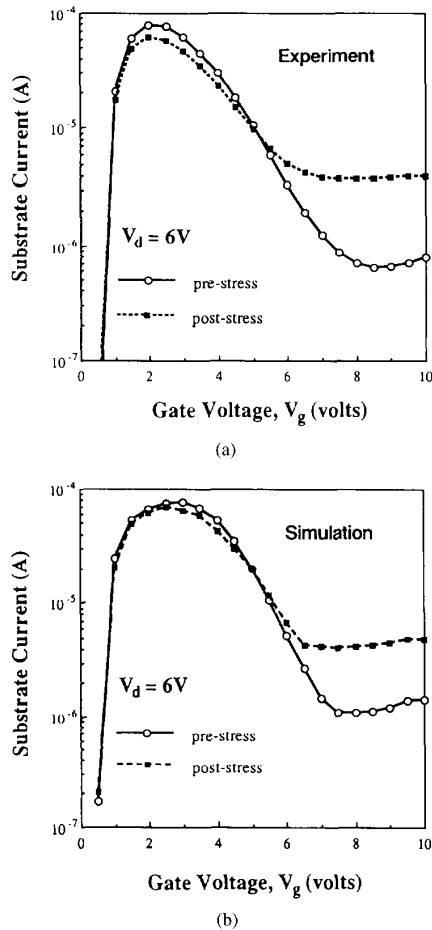 10⁻⁴
Experiment
10⁻⁵
Substrate Current (A)
10⁻⁶
V_d = 6V
pre-stress
post-stress
10⁻⁷
0 2 4 6 8 10
Gate Voltage, V_g (volts)
(a)
10⁻⁴
Simulation
10⁻⁵
Substrate Current (A)
10⁻⁶
V_d = 6V
pre-stress
post-stress
10⁻⁷
0 2 4 6 8 10
Gate Voltage, V_g (volts)
(b)